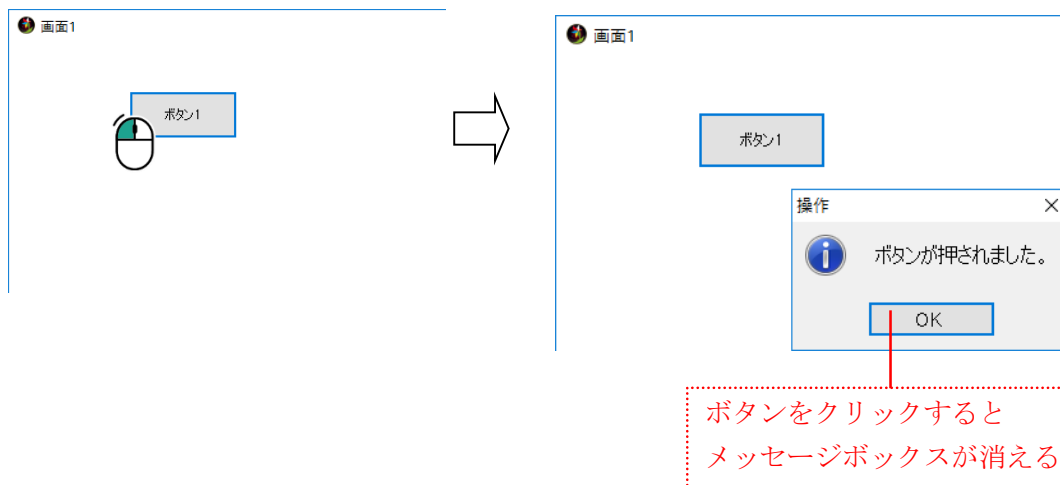 画面1
ボタン1
画面1
ボタン1
操作
ボタンが押されました。
OK
ボタンをクリックすると
メッセージボックスが消える